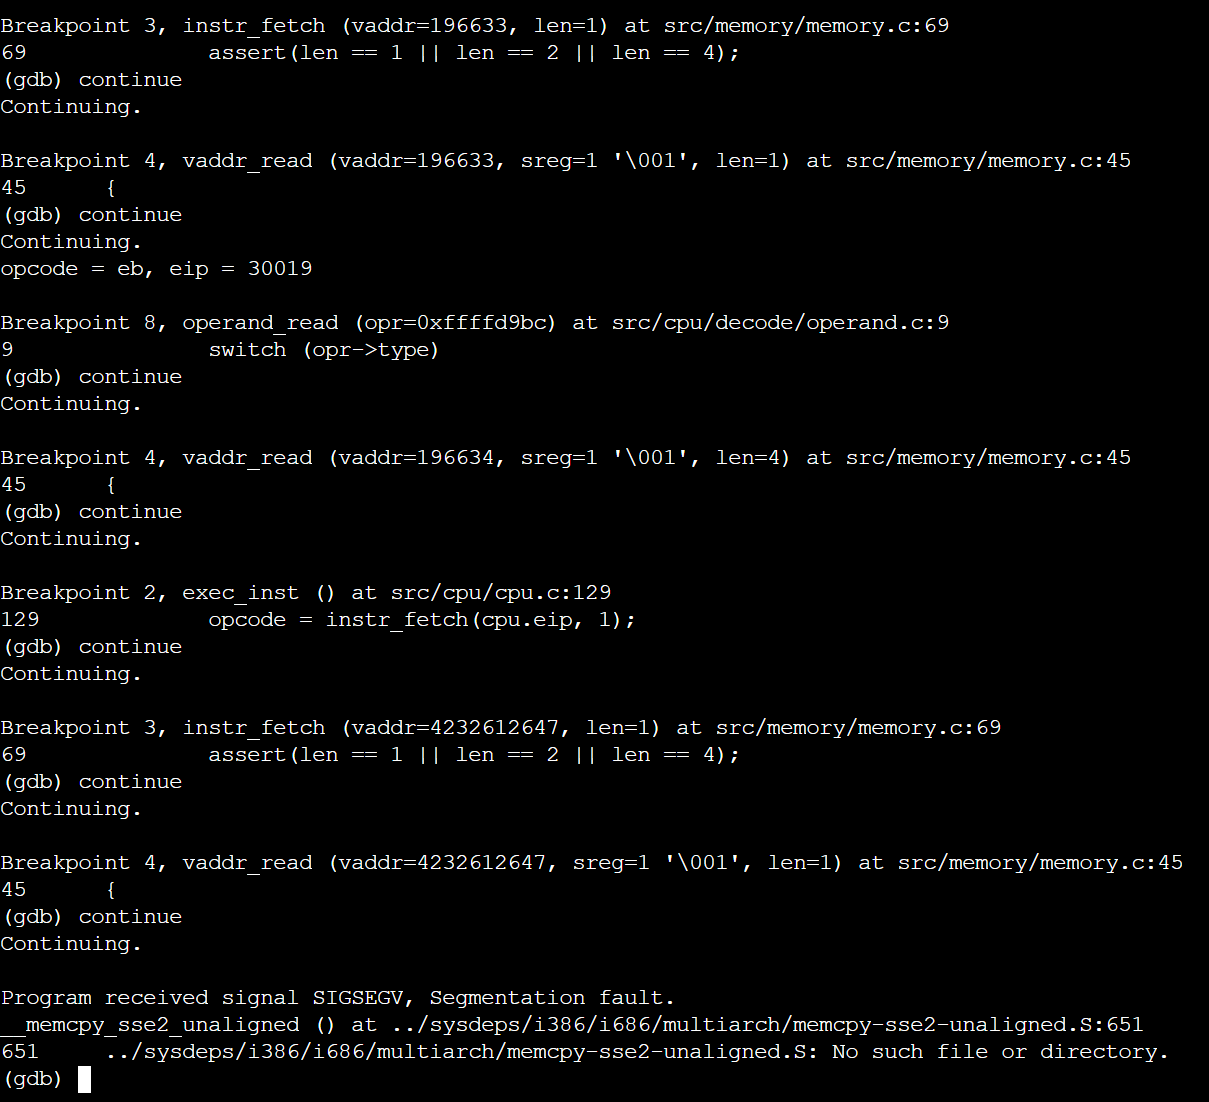 Breakpoint 3, instr_fetch (vaddr=196633, len=1) at src/memory/memory.c:69
69              assert(len == 1 || len == 2 || len == 4);
(gdb) continue
Continuing.
Breakpoint 4, vaddr_read (vaddr=196633, sreg=1 '\001', len=1) at src/memory/memory.c:45
45      {
(gdb) continue
Continuing.
opcode = eb, eip = 30019
Breakpoint 8, operand_read (opr=0xffffd9bc) at src/cpu/decode/operand.c:9
9               switch (opr->type)
(gdb) continue
Continuing.
Breakpoint 4, vaddr_read (vaddr=196634, sreg=1 '\001', len=4) at src/memory/memory.c:45
45      {
(gdb) continue
Continuing.
Breakpoint 2, exec_inst () at src/cpu/cpu.c:129
129             opcode = instr_fetch(cpu.eip, 1);
(gdb) continue
Continuing.
Breakpoint 3, instr_fetch (vaddr=4232612647, len=1) at src/memory/memory.c:69
69              assert(len == 1 || len == 2 || len == 4);
(gdb) continue
Continuing.
Breakpoint 4, vaddr_read (vaddr=4232612647, sreg=1 '\001', len=1) at src/memory/memory.c:45
45      {
(gdb) continue
Continuing.
Program received signal SIGSEGV, Segmentation fault.
__memcpy_sse2_unaligned () at ../sysdeps/i386/i686/multiarch/memcpy-sse2-unaligned.S:651
651     ../sysdeps/i386/i686/multiarch/memcpy-sse2-unaligned.S: No such file or directory.
(gdb)